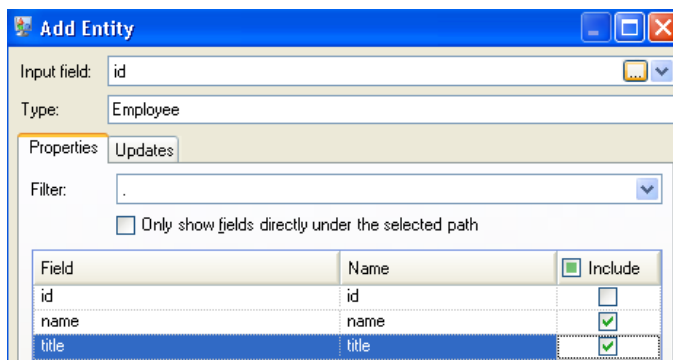 Add Entity
Input field: id ...
Type: Employee
Properties Updates
Filter: .
Only show fields directly under the selected path
Field Name Include
id id
name name
title title